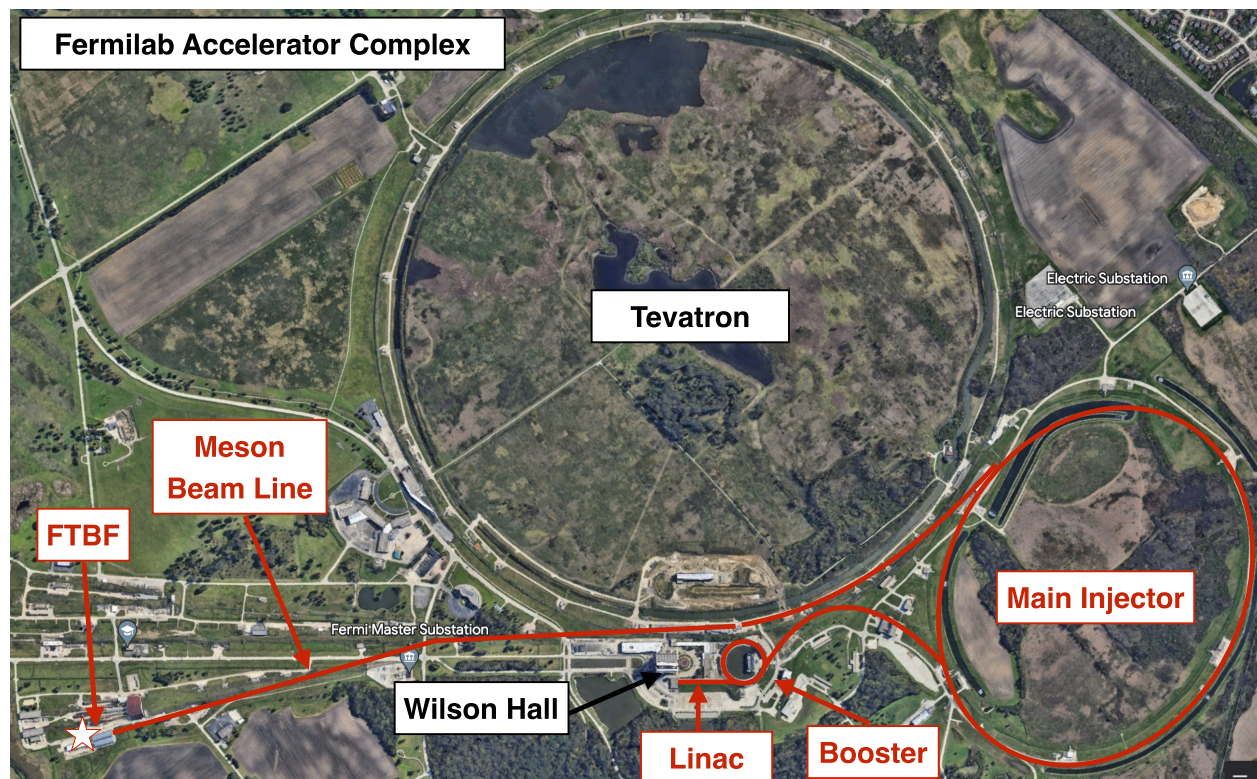 Fermilab Accelerator Complex
Tevatron
Electric Substation
Electric Substation
Meson
Beam Line
FTBF
Main Injector
Fermi Master Substation
Wilson Hall
Linac
Booster